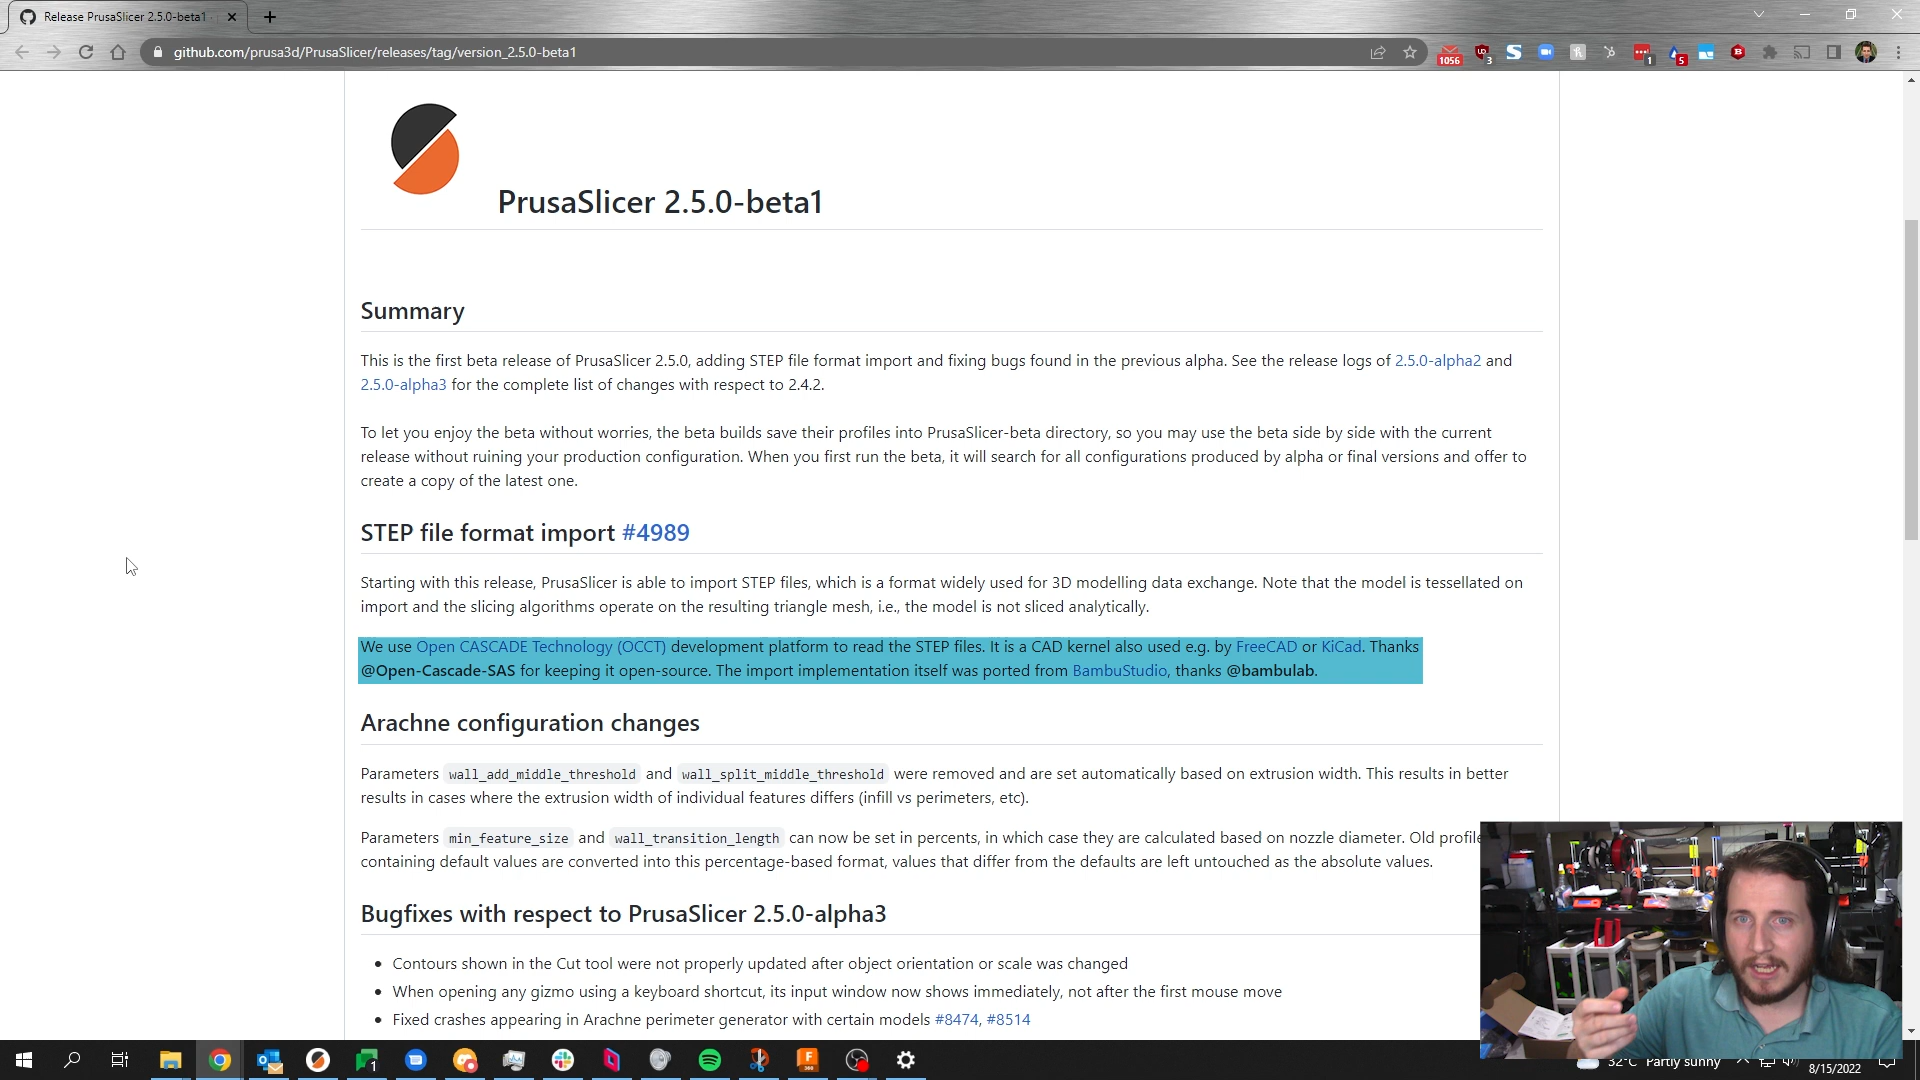 Release PrusaSlicer 2.5.0-beta1
github.com/prusa3d/PrusaSlicer/releases/tag/version_2.5.0-beta1
1056
3
1
5
PrusaSlicer 2.5.0-beta1
Summary
This is the first beta release of PrusaSlicer 2.5.0, adding STEP file format import and fixing bugs found in the previous alpha. See the release logs of 2.5.0-alpha2 and
2.5.0-alpha3 for the complete list of changes with respect to 2.4.2.
To let you enjoy the beta without worries, the beta builds save their profiles into PrusaSlicer-beta directory, so you may use the beta side by side with the current
release without ruining your production configuration. When you first run the beta, it will search for all configurations produced by alpha or final versions and offer to
create a copy of the latest one.
STEP file format import #4989
Starting with this release, PrusaSlicer is able to import STEP files, which is a format widely used for 3D modelling data exchange. Note that the model is tessellated on
import and the slicing algorithms operate on the resulting triangle mesh, i.e., the model is not sliced analytically.
We use Open CASCADE Technology (OCCT) development platform to read the STEP files. It is a CAD kernel also used e.g. by FreeCAD or KiCad. Thanks
@Open-Cascade-SAS for keeping it open-source. The import implementation itself was ported from BambuStudio, thanks @bambulab.
Arachne configuration changes
Parameters wall_add_middle_threshold and wall_split_middle_threshold were removed and are set automatically based on extrusion width. This results in better
results in cases where the extrusion width of individual features differs (infill vs perimeters, etc).
Parameters min_feature_size and wall_transition_length can now be set in percents, in which case they are calculated based on nozzle diameter. Old profile
containing default values are converted into this percentage-based format, values that differ from the defaults are left untouched as the absolute values.
Bugfixes with respect to PrusaSlicer 2.5.0-alpha3
• Contours shown in the Cut tool were not properly updated after object orientation or scale was changed
• When opening any gizmo using a keyboard shortcut, its input window now shows immediately, not after the first mouse move
• Fixed crashes appearing in Arachne perimeter generator with certain models #8474, #8514
32°C Partly sunny
8/15/2022